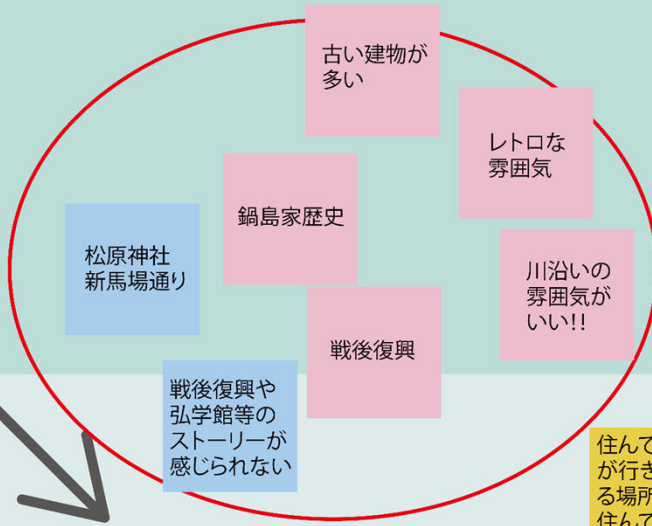 古い建物が
多い
レトロな
雰囲気
鍋島家歴史
松原神社
新馬場通り
川沿いの
雰囲気が
いい!!
戦後復興
戦後復興や
弘学館等の
ストーリーが
感じられない
住んで
が行き
る場所
住んて